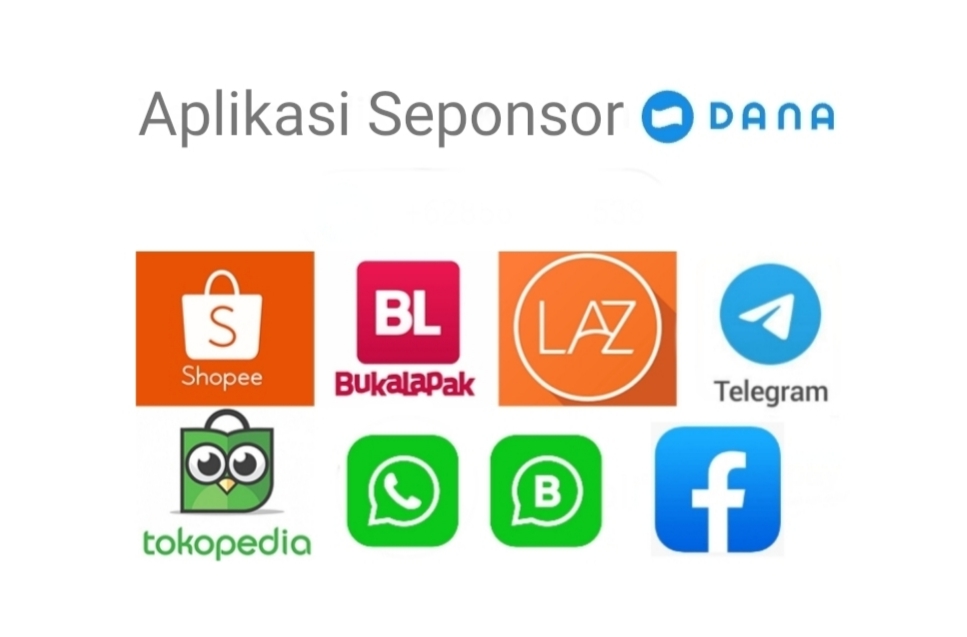 Aplikasi Seponsor DANA
S BL LAZ
Shopee Bukalapak Telegram
B f
tokopedia